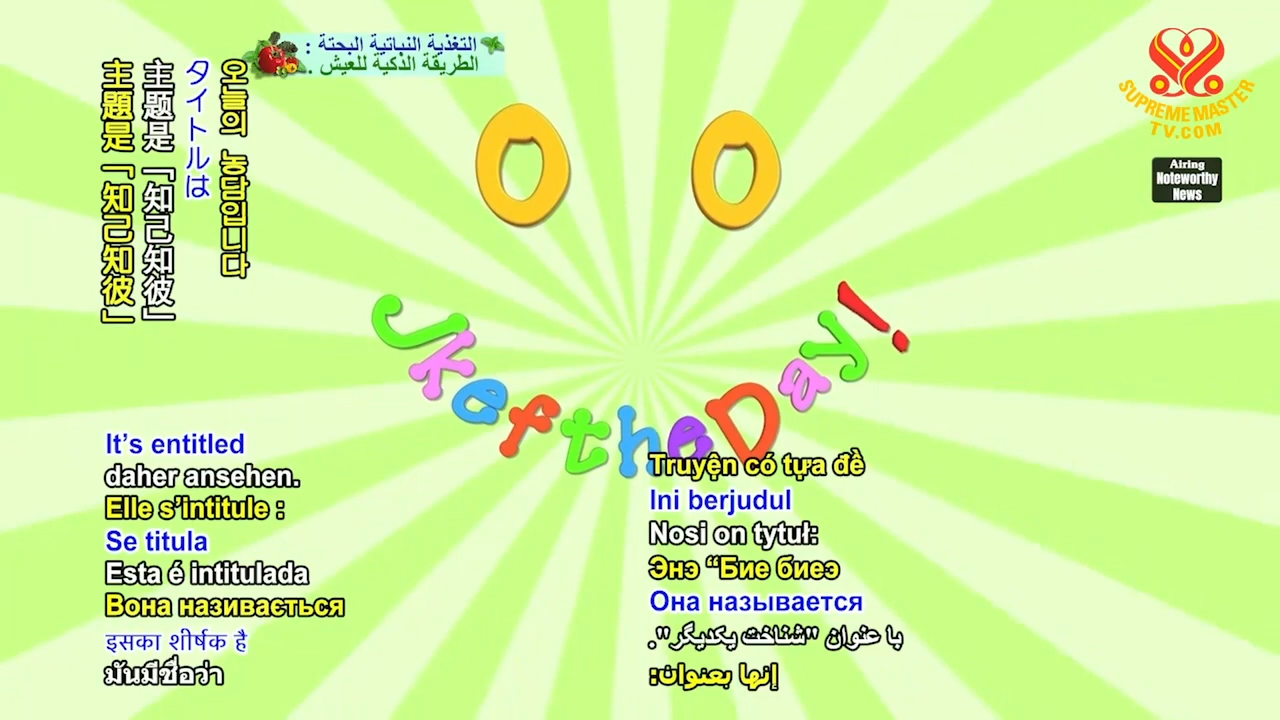 التغذية النباتية البحتة :
الطريقة الذكية للعيش .
SUPREME MASTER
TV.COM
Airing
Noteworthy
News
오늘의 농담입니다
タイトルは
主题是「知己知彼」
主題是「知己知彼」
Jokeof the Day!
It’s entitled
daher ansehen.
Elle s’intitule :
Se titula
Esta é intitulada
Вона називається
इसका शीर्षक है
มันมีชื่อว่า
Truyện có tựa đề
Ini berjudul
Nosi on tytuł:
Энэ “Бие биеэ
Она называется
با عنوان "شناخت یکدیگر".
إنها بعنوان: